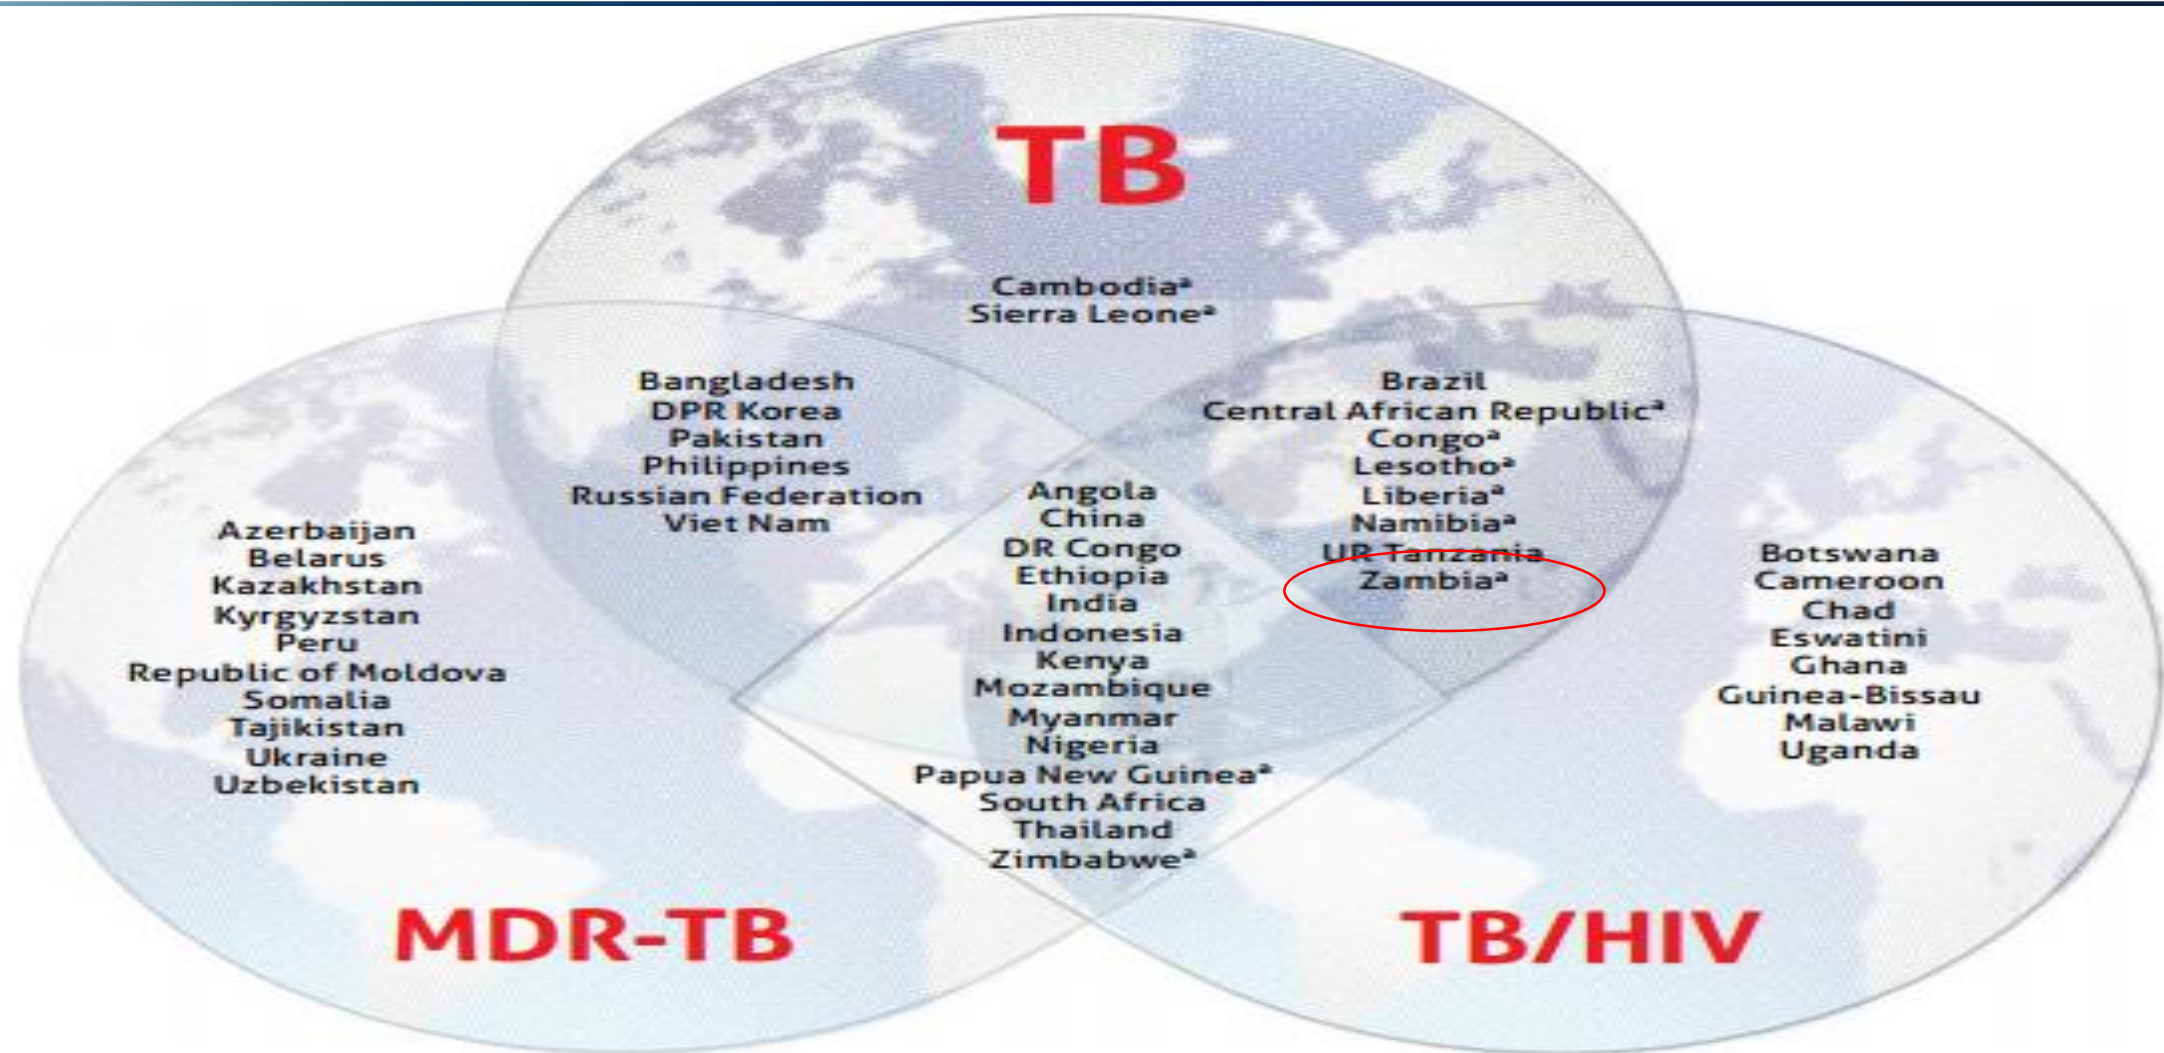 TB
Cambodiaª
Sierra Leoneª
Bangladesh
DPR Korea
Pakistan
Philippines
Russian Federation
Viet Nam
Brazil
Central African Republicª
Congoª
Lesothoª
Liberiaª
Namibiaª
UR Tanzania
Zambiaª
Angola
China
DR Congo
Ethiopia
India
Indonesia
Kenya
Mozambique
Myanmar
Nigeria
Papua New Guineaª
South Africa
Thailand
Zimbabweª
Azerbaijan
Belarus
Kazakhstan
Kyrgyzstan
Peru
Republic of Moldova
Somalia
Tajikistan
Ukraine
Uzbekistan
Botswana
Cameroon
Chad
Eswatini
Ghana
Guinea-Bissau
Malawi
Uganda
MDR-TB
TB/HIV